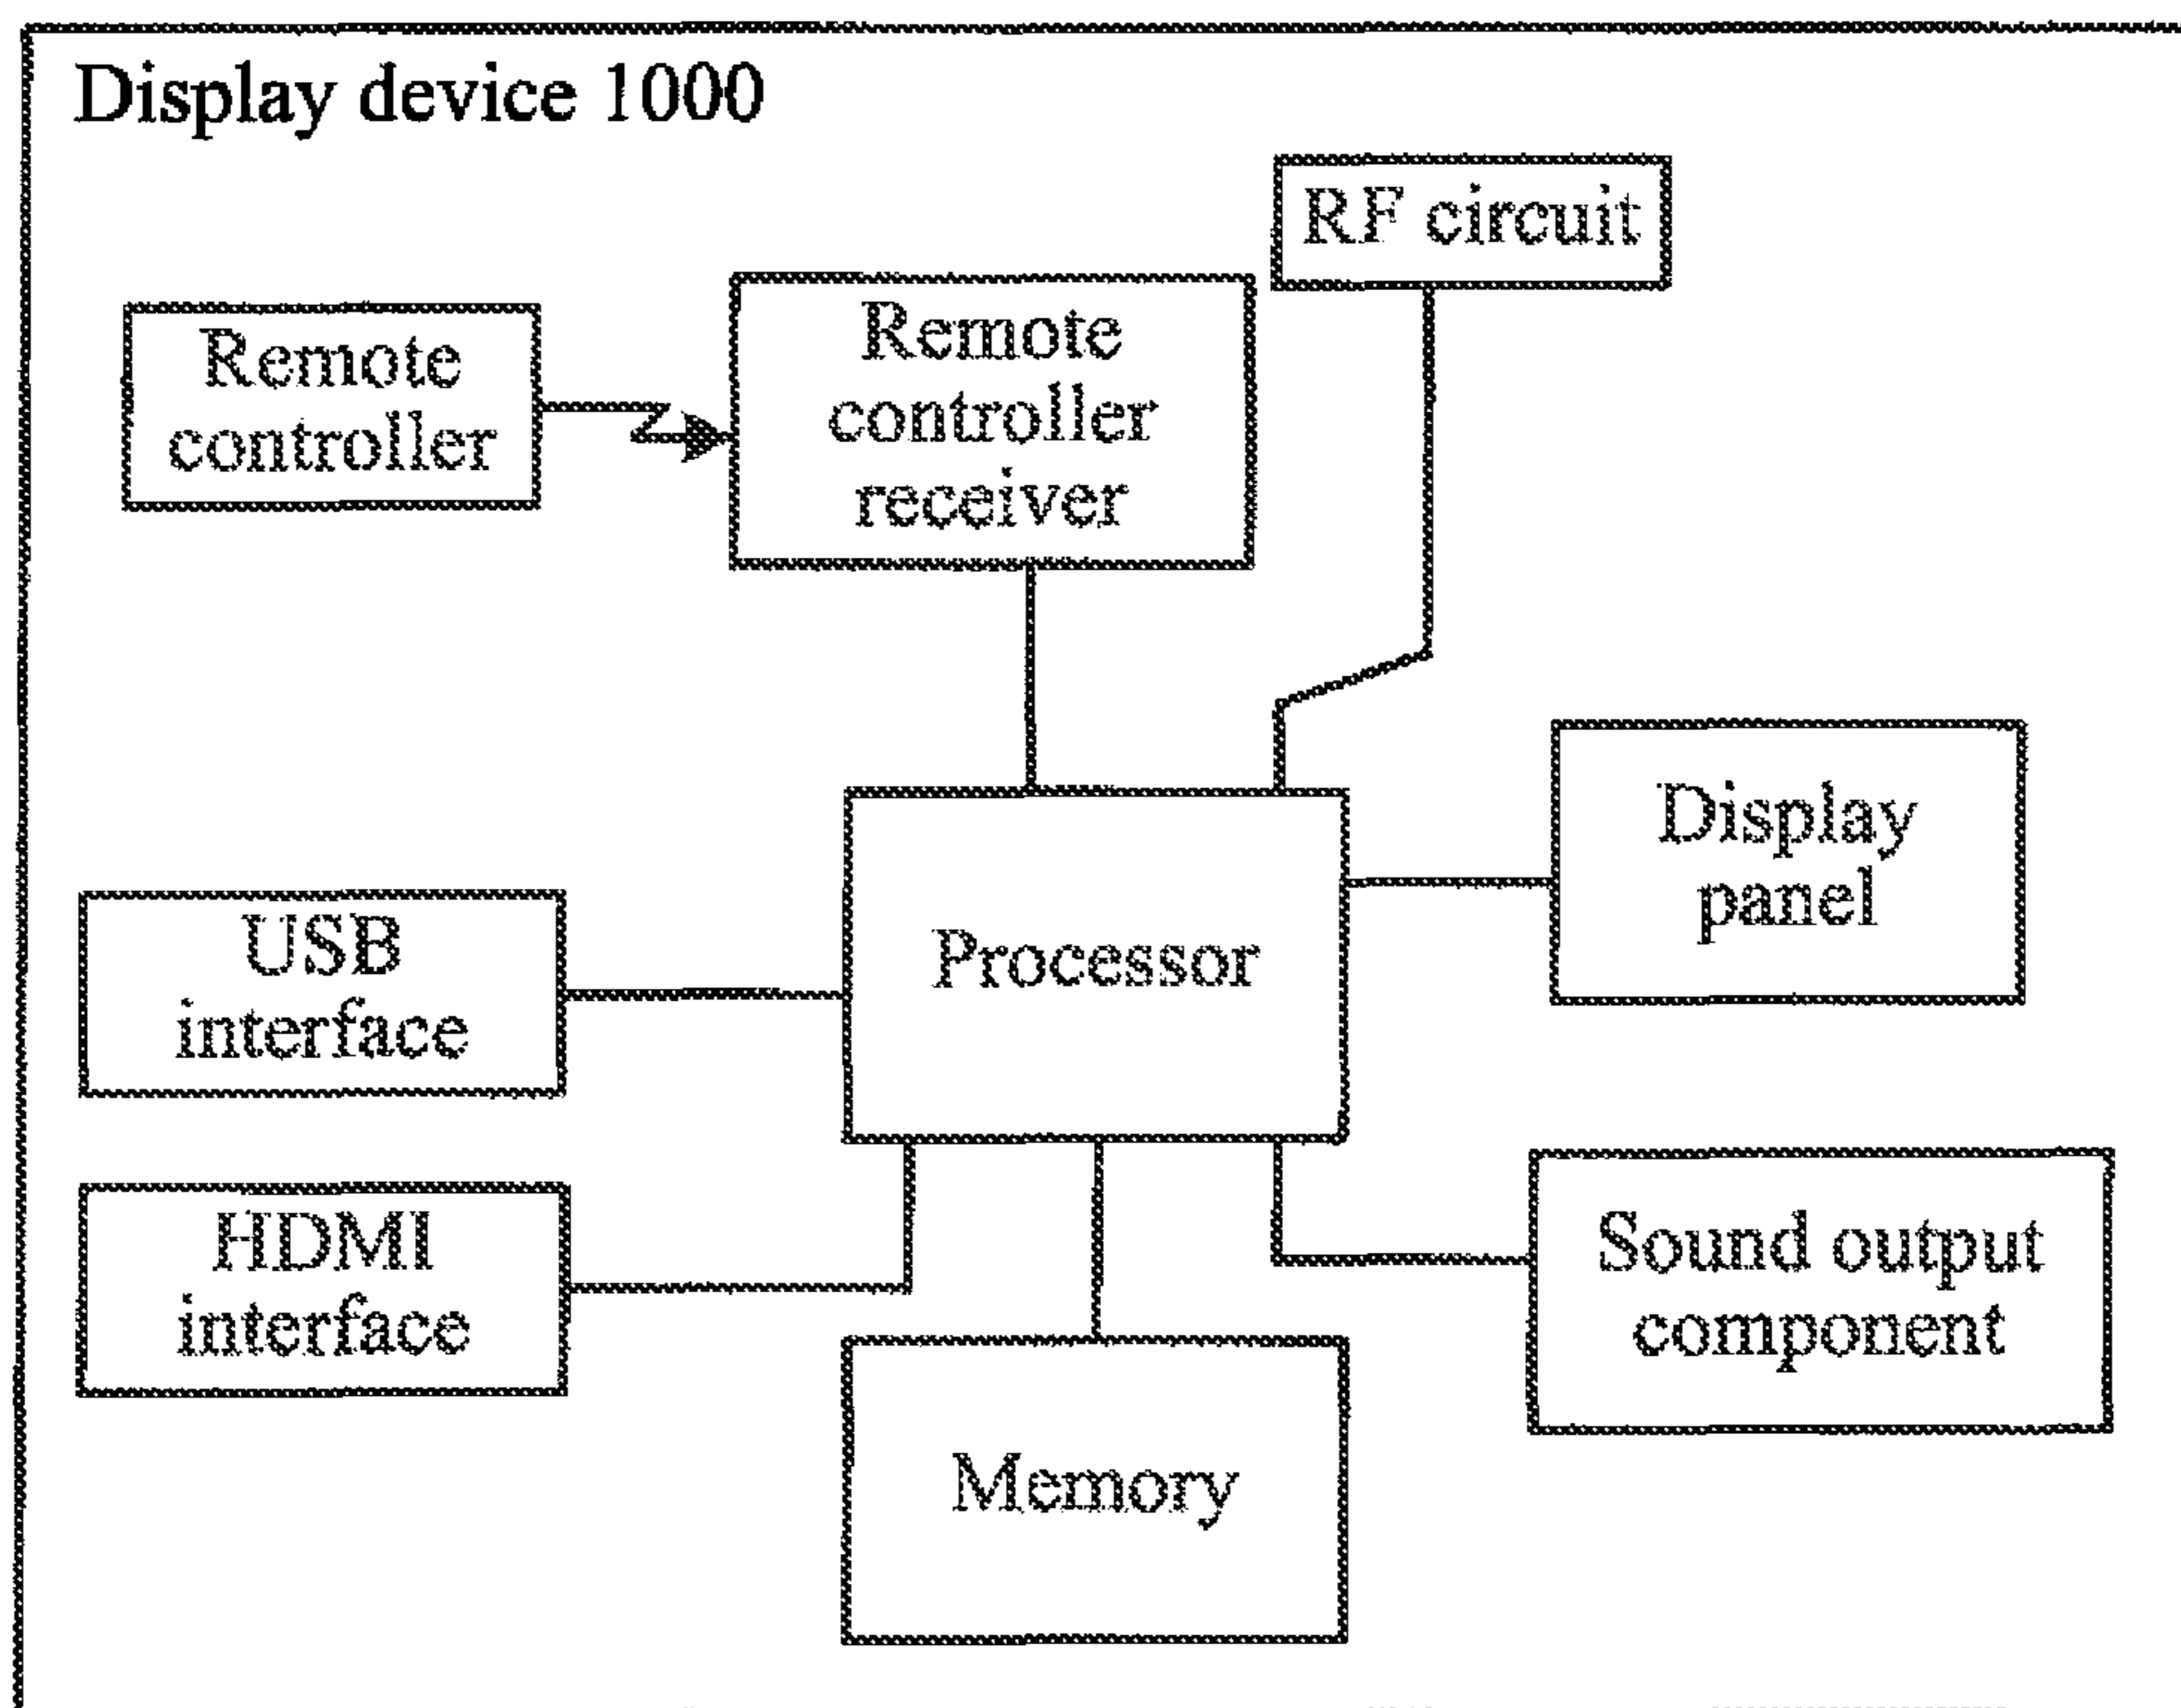 Display device 1000
RF circuit
Remote
controller
Remote
controller
receiver
Display
panel
USB
interface
Processor
HDMI
interface
Sound output
component
Memory